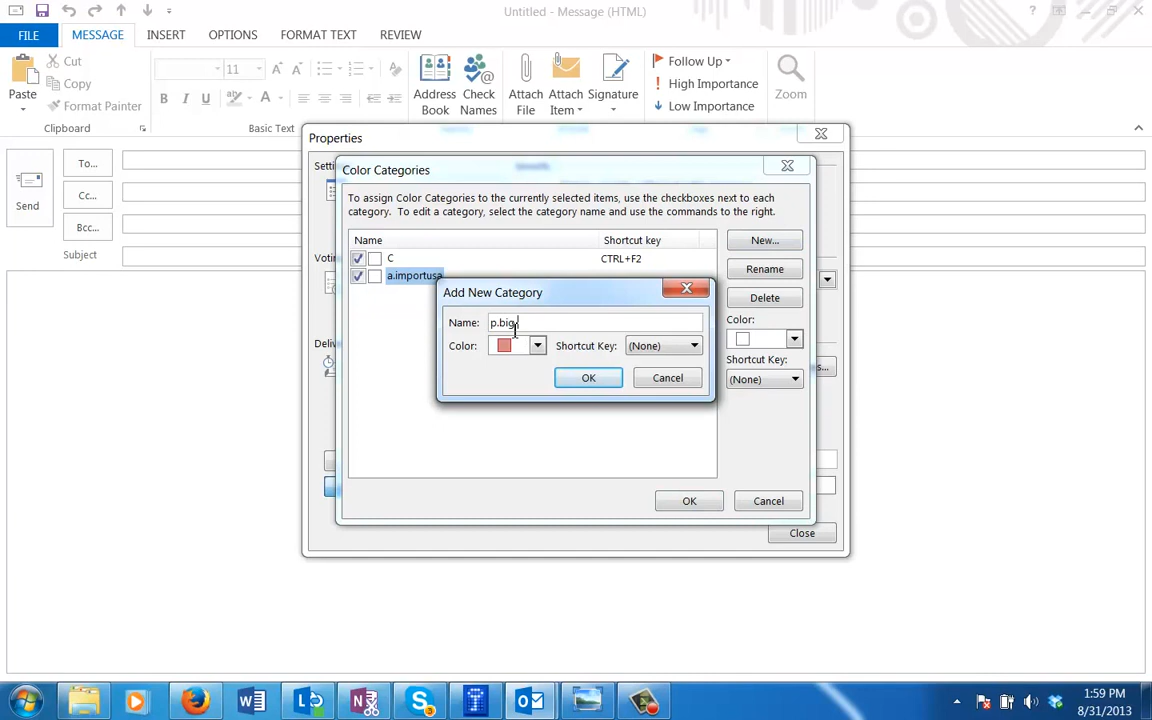 Untitled - Message (HTML)
FILE
MESSAGE
INSERT
OPTIONS
FORMAT TEXT
REVIEW
Paste
Cut
Copy
Format Painter
Clipboard
11
B I U
A
Basic Text
Address Book
Check Names
Attach File
Attach Item
Signature
Follow Up
High Importance
Low Importance
Zoom
Send
To...
Cc...
Bcc...
Subject
Properties
Color Categories
To assign Color Categories to the currently selected items, use the checkboxes next to each
category. To edit a category, select the category name and use the commands to the right.
Name
Shortcut key
C
CTRL+F2
a.importusa
New...
Rename
Delete
Color:
Shortcut Key:
(None)
Add New Category
Name:
p.big
Color:
Shortcut Key:
(None)
OK
Cancel
OK
Cancel
Close
1:59 PM
8/31/2013